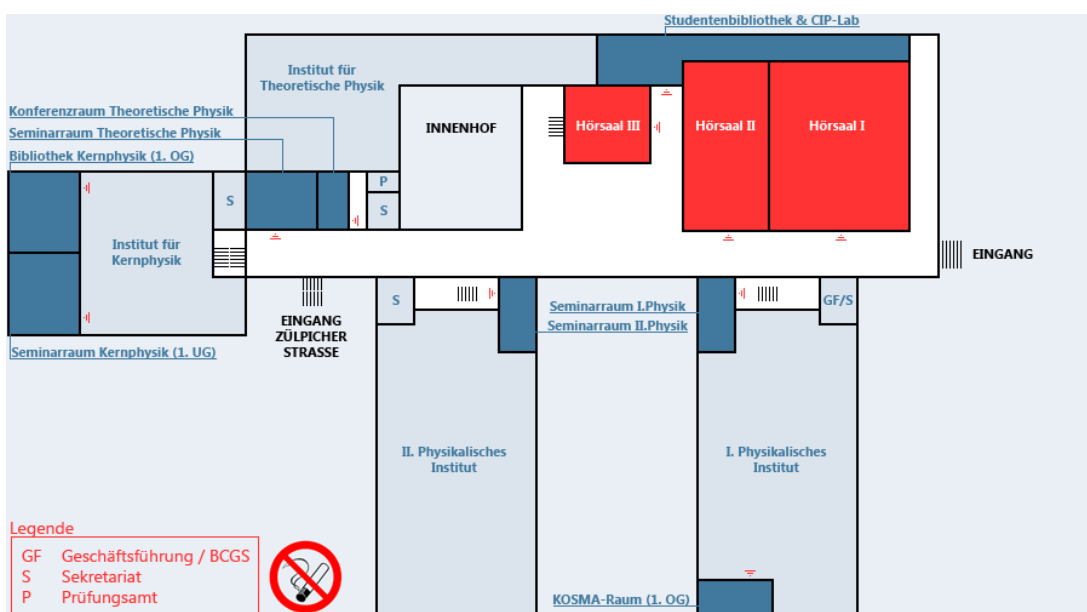 Studentenbibliothek & CIP-Lab
Institut für
Theoretische Physik
Konferenzraum Theoretische Physik
Seminarraum Theoretische Physik
Bibliothek Kernphysik (1. OG)
INNENHOF
Hörsaal III
Hörsaal II
Hörsaal I
P
S
S
Institut für
Kernphysik
EINGANG
EINGANG
ZÜLPICHER
STRASSE
S
Seminarraum I.Physik
Seminarraum II.Physik
GF/S
Seminarraum Kernphysik (1. UG)
II. Physikalisches
Institut
I. Physikalisches
Institut
Legende
GF Geschäftsführung / BCGS
S Sekretariat
P Prüfungsamt
KOSMA-Raum (1. OG)